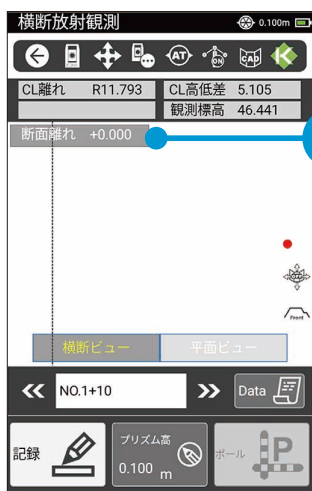 横断放射観測 0.100m
AT ON CAD
CL離れ R11.793 CL高低差 5.105
観測標高 46.441
断面離れ +0.000
Front
横断ビュー 平面ビュー
NO.1+10 Data
記録 プリズム高 0.100 m ポール P